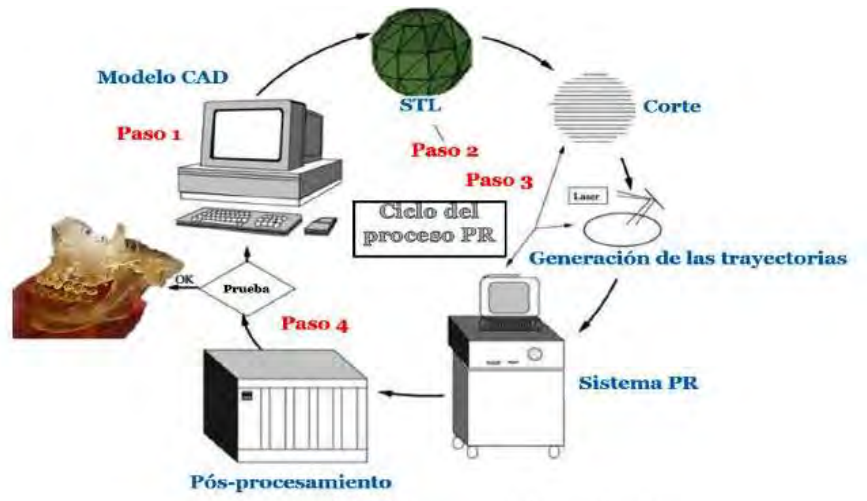 Modelo CAD
Paso 1
STL
Paso 2
Corte
Paso 3
Laser
Ciclo del
proceso PR
Generación de las trayectorias
OK
Prueba
Paso 4
Sistema PR
Pós-procesamiento